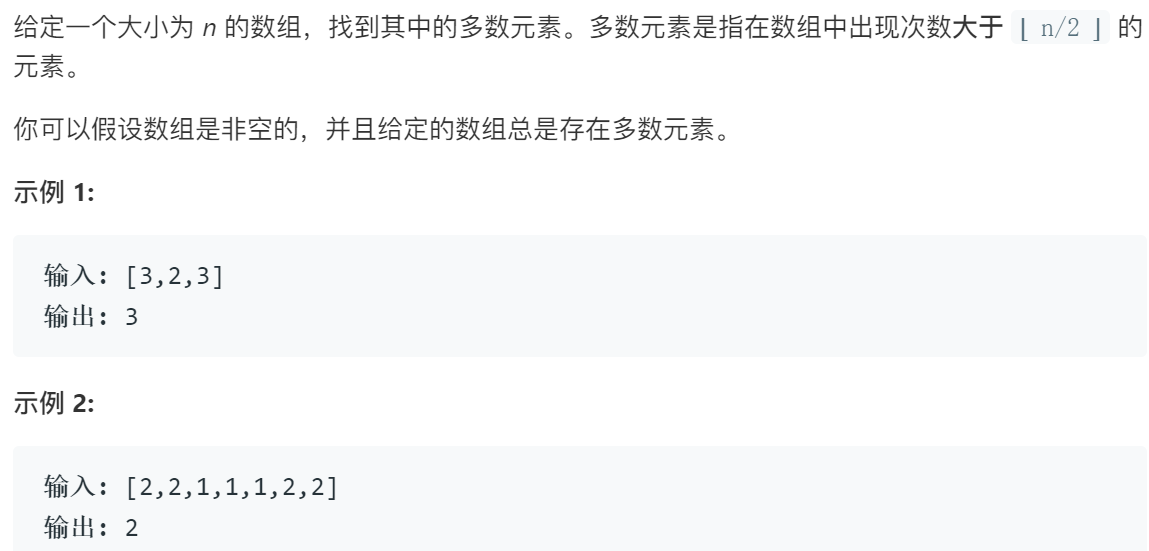 给定一个大小为 n 的数组，找到其中的多数元素。多数元素是指在数组中出现次数大于 ⌊ n/2 ⌋ 的
元素。
你可以假设数组是非空的，并且给定的数组总是存在多数元素。
示例 1:
输入: [3,2,3]
输出: 3
示例 2:
输入: [2,2,1,1,1,2,2]
输出: 2